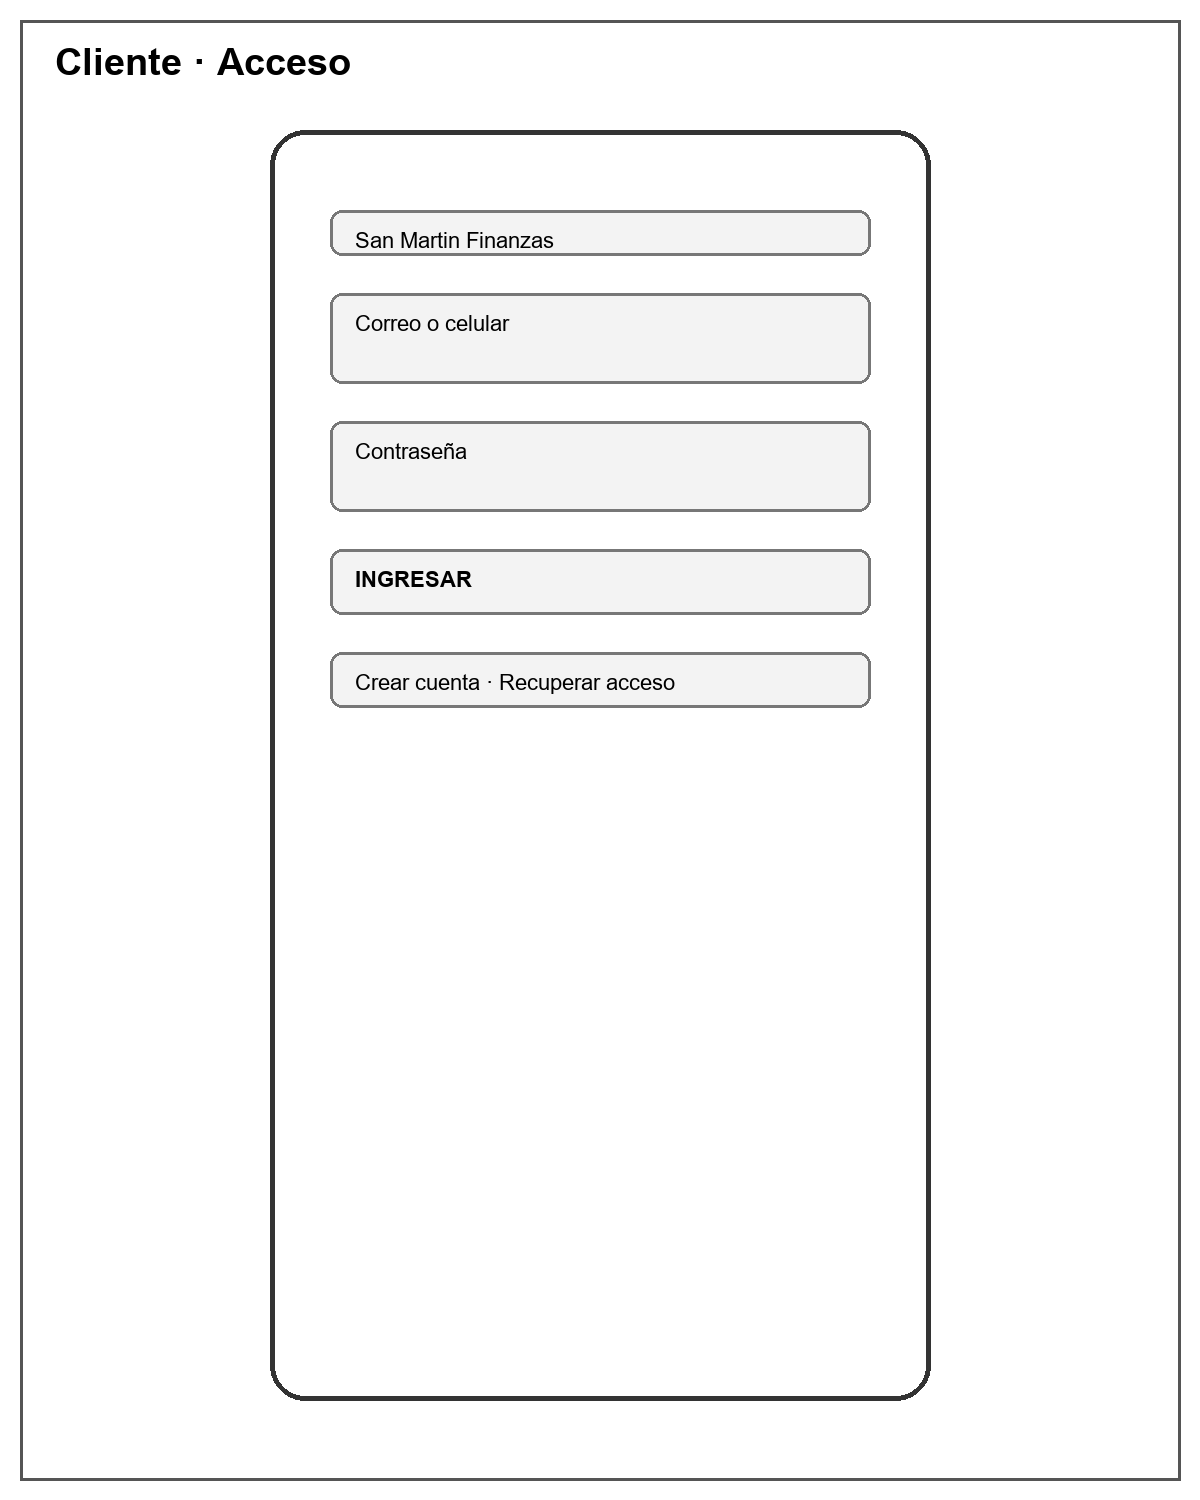 Cliente · Acceso
San Martin Finanzas
Correo o celular
Contraseña
INGRESAR
Crear cuenta · Recuperar acceso